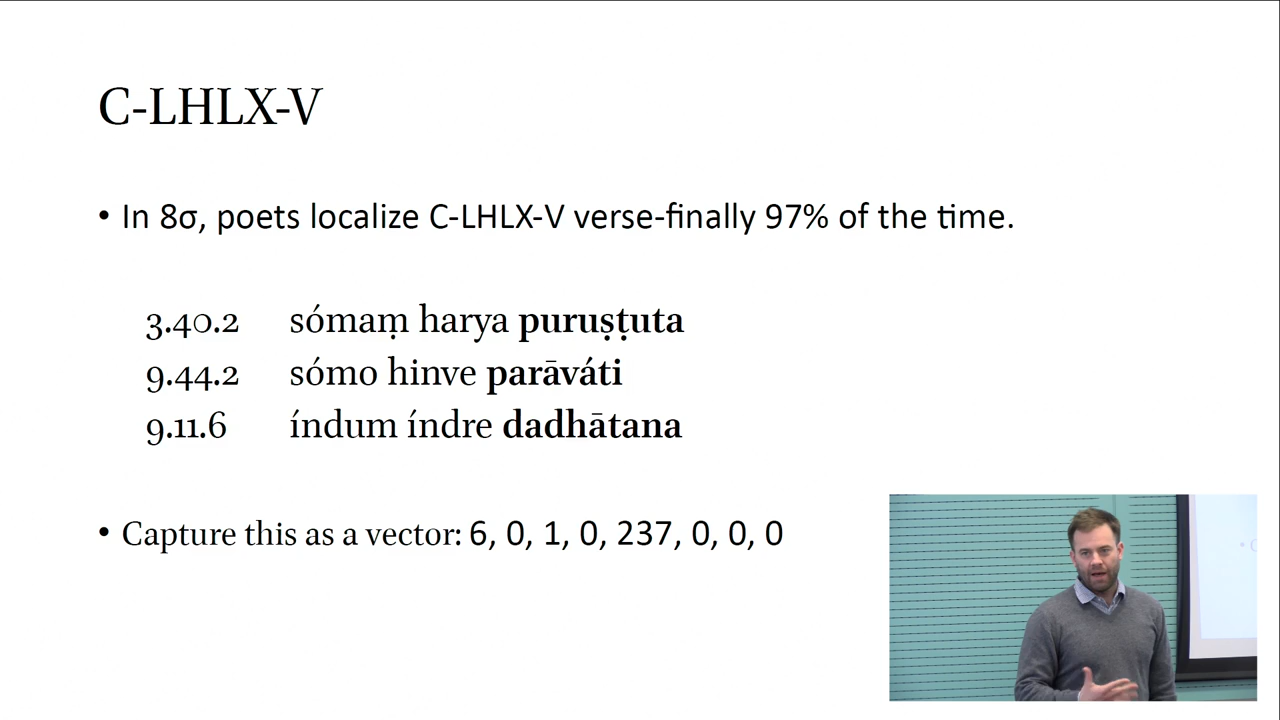 C-LHLX-V
• In 8σ, poets localize C-LHLX-V verse-finally 97% of the time.
3.40.2 sómaṃ harya puruṣṭuta
9.44.2 sómo hinve parāváti
9.11.6 índum índre dadhātana
• Capture this as a vector: 6, 0, 1, 0, 237, 0, 0, 0